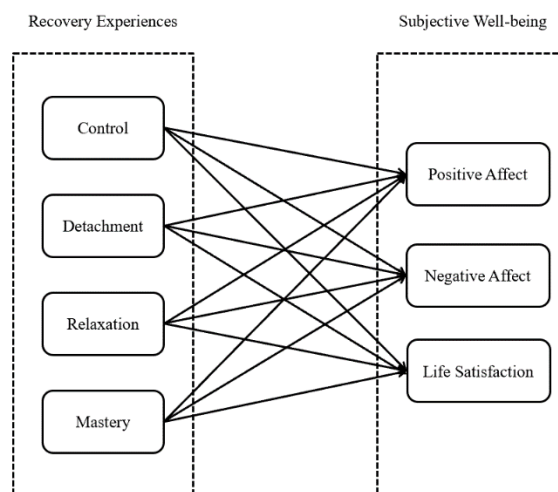 Recovery Experiences
Subjective Well-being
Control
Detachment
Relaxation
Mastery
Positive Affect
Negative Affect
Life Satisfaction